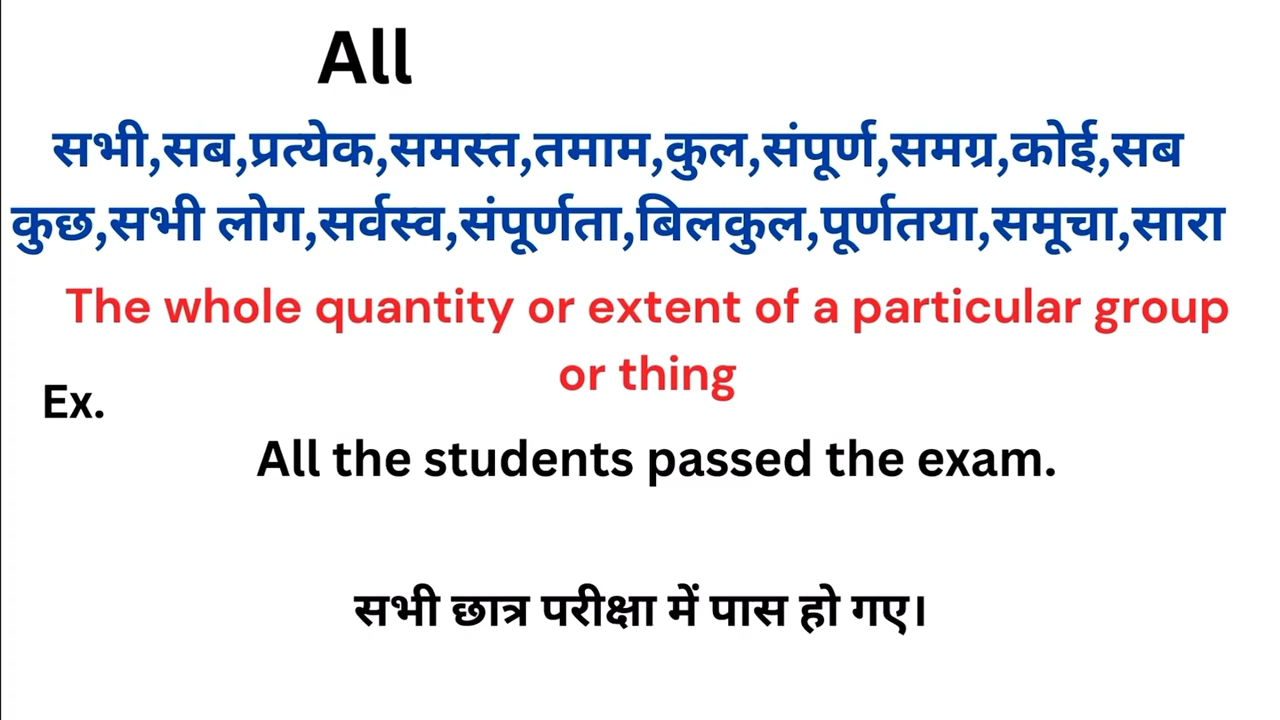 All
सभी,सब,प्रत्येक,समस्त,तमाम,कुल,संपूर्ण,समग्र,कोई,सब
कुछ,सभी लोग,सर्वस्व,संपूर्णता,बिलकुल,पूर्णतया,समूचा,सारा
The whole quantity or extent of a particular group
or thing
Ex.
All the students passed the exam.
सभी छात्र परीक्षा में पास हो गए।